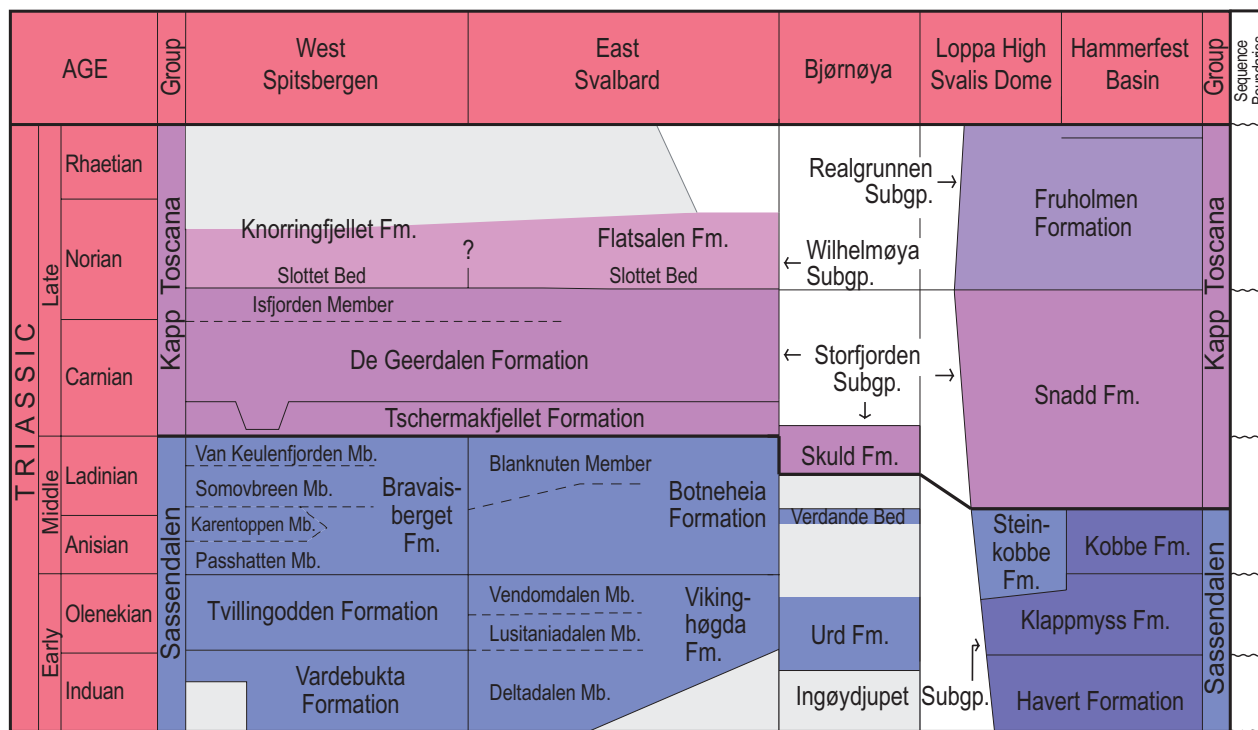 AGE
Group
West
Spitsbergen
East
Svalbard
Bjørnøya
Loppa High
Svalis Dome
Hammerfest
Basin
Group
Sequence
Boundaries
TRIASSIC
Late
Middle
Early
Rhaetian
Norian
Carnian
Ladinian
Anisian
Olenekian
Induan
Kapp Toscana
Sassendalen
Knorringfjellet Fm.
?
Flatsalen Fm.
Slottet Bed
Slottet Bed
Isfjorden Member
De Geerdalen Formation
Tschermakfjellet Formation
Van Keulenfjorden Mb.
Somovbreen Mb.
Karentoppen Mb.
Passhatten Mb.
Bravais-
berget
Fm.
Blanknuten Member
Botneheia
Formation
Tvillingodden Formation
Vendomdalen Mb.
Lusitaniadalen Mb.
Viking-
høgda
Fm.
Vardebukta
Formation
Deltadalen Mb.
Realgrunnen →
Subgp.
← Wilhelmøya
Subgp.
← Storfjorden
Subgp. →
↓
Skuld Fm.
Verdande Bed
Urd Fm.
Ingøydjupet
Subgp.
Fruholmen
Formation
Snadd Fm.
Stein-
kobbe
Fm.
Kobbe Fm.
Klappmyss Fm.
Havert Formation
Kapp Toscana
Sassendalen